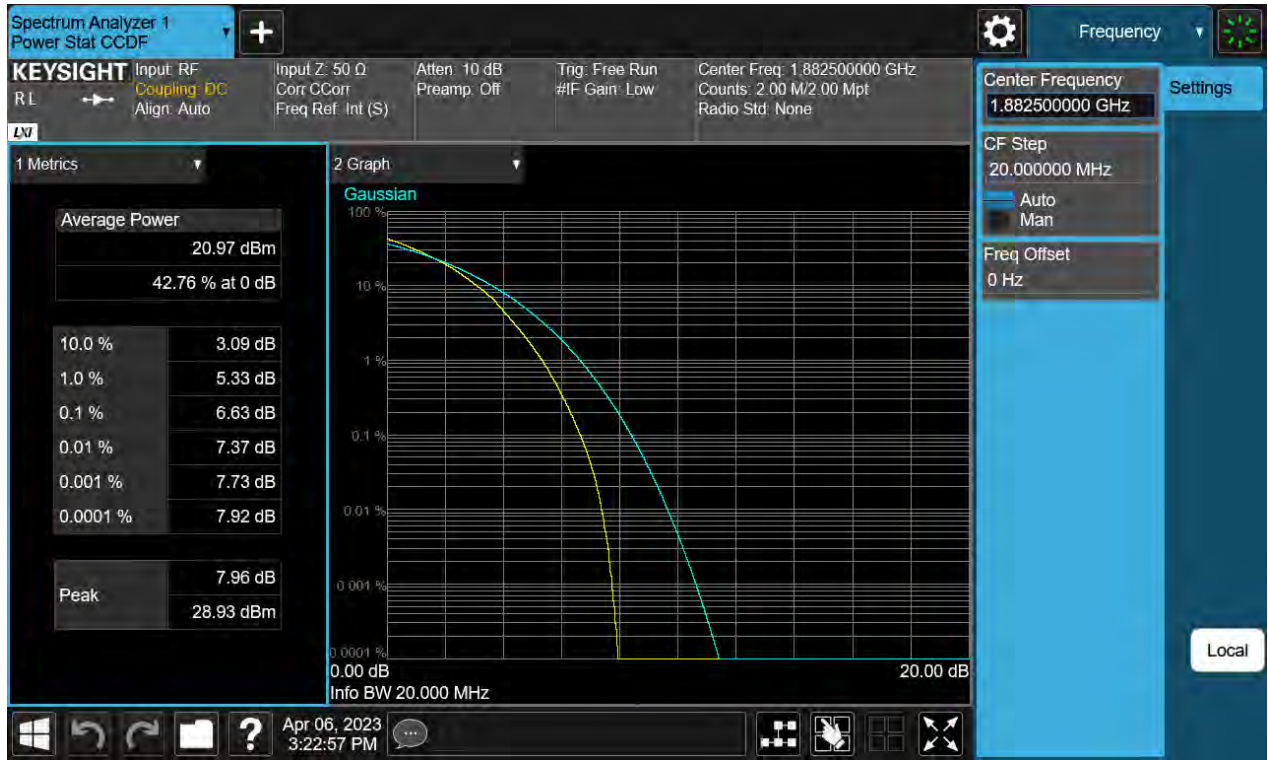 Spectrum Analyzer 1
Power Stat CCDF
Frequency
KEYSIGHT
RL
LXI
Input: RF
Coupling: DC
Align: Auto
Input Z: 50 Ω
Corr CCorr
Freq Ref: Int (S)
Atten: 10 dB
Preamp: Off
Trig: Free Run
#IF Gain: Low
Center Freq: 1.882500000 GHz
Counts: 2.00 M/2.00 Mpt
Radio Std: None
Center Frequency
1.882500000 GHz
Settings
CF Step
20.000000 MHz
Auto
Man
Freq Offset
0 Hz
1 Metrics
Average Power
20.97 dBm
42.76 % at 0 dB
10.0 % 3.09 dB
1.0 % 5.33 dB
0.1 % 6.63 dB
0.01 % 7.37 dB
0.001 % 7.73 dB
0.0001 % 7.92 dB
Peak
7.96 dB
28.93 dBm
2 Graph
Gaussian
100 %
10 %
1 %
0.1 %
0.01 %
0.001 %
0.0001 %
0.00 dB
20.00 dB
Info BW 20.000 MHz
Local
?
Apr 06, 2023
3:22:57 PM